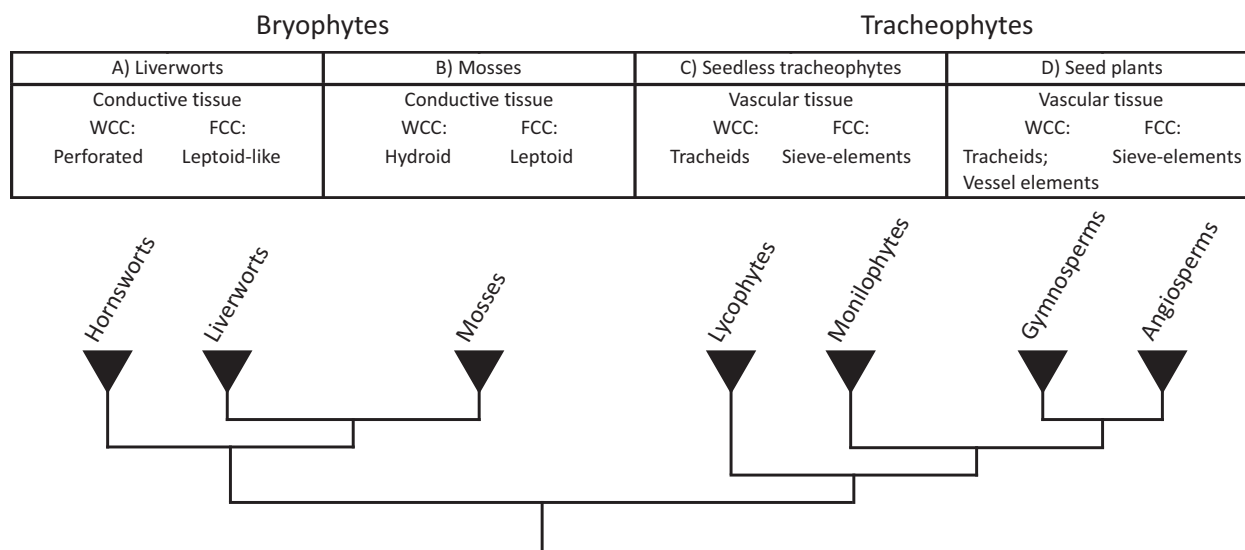 Bryophytes Tracheophytes
A) Liverworts B) Mosses C) Seedless tracheophytes D) Seed plants
Conductive tissue Conductive tissue Vascular tissue Vascular tissue
WCC: FCC: WCC: FCC: WCC: FCC: WCC: FCC:
Perforated Leptoid-like Hydroid Leptoid Tracheids Sieve-elements Tracheids; Sieve-elements
Vessel elements
Hornsworts
Liverworts
Mosses
Lycophytes
Monilophytes
Gymnosperms
Angiosperms